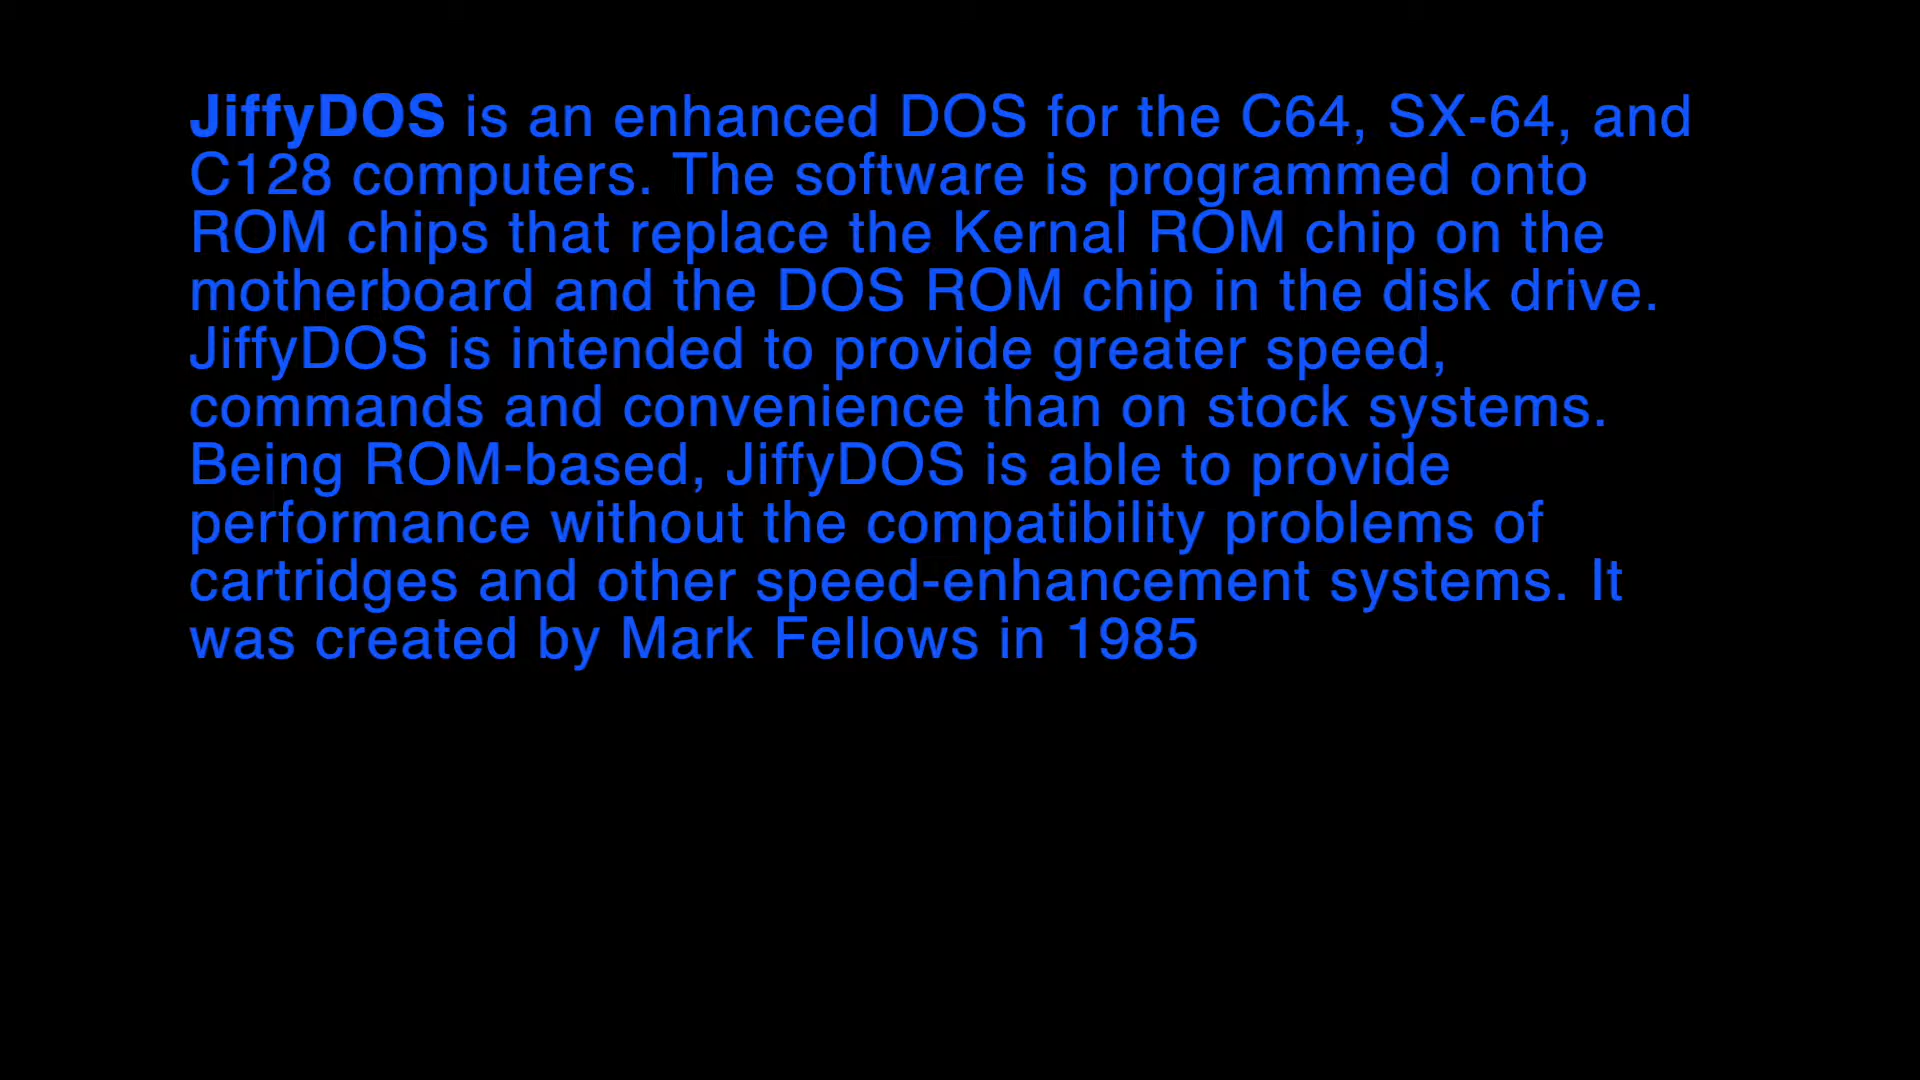 JiffyDOS is an enhanced DOS for the C64, SX-64, and
C128 computers. The software is programmed onto
ROM chips that replace the Kernal ROM chip on the
motherboard and the DOS ROM chip in the disk drive.
JiffyDOS is intended to provide greater speed,
commands and convenience than on stock systems.
Being ROM-based, JiffyDOS is able to provide
performance without the compatibility problems of
cartridges and other speed-enhancement systems. It
was created by Mark Fellows in 1985